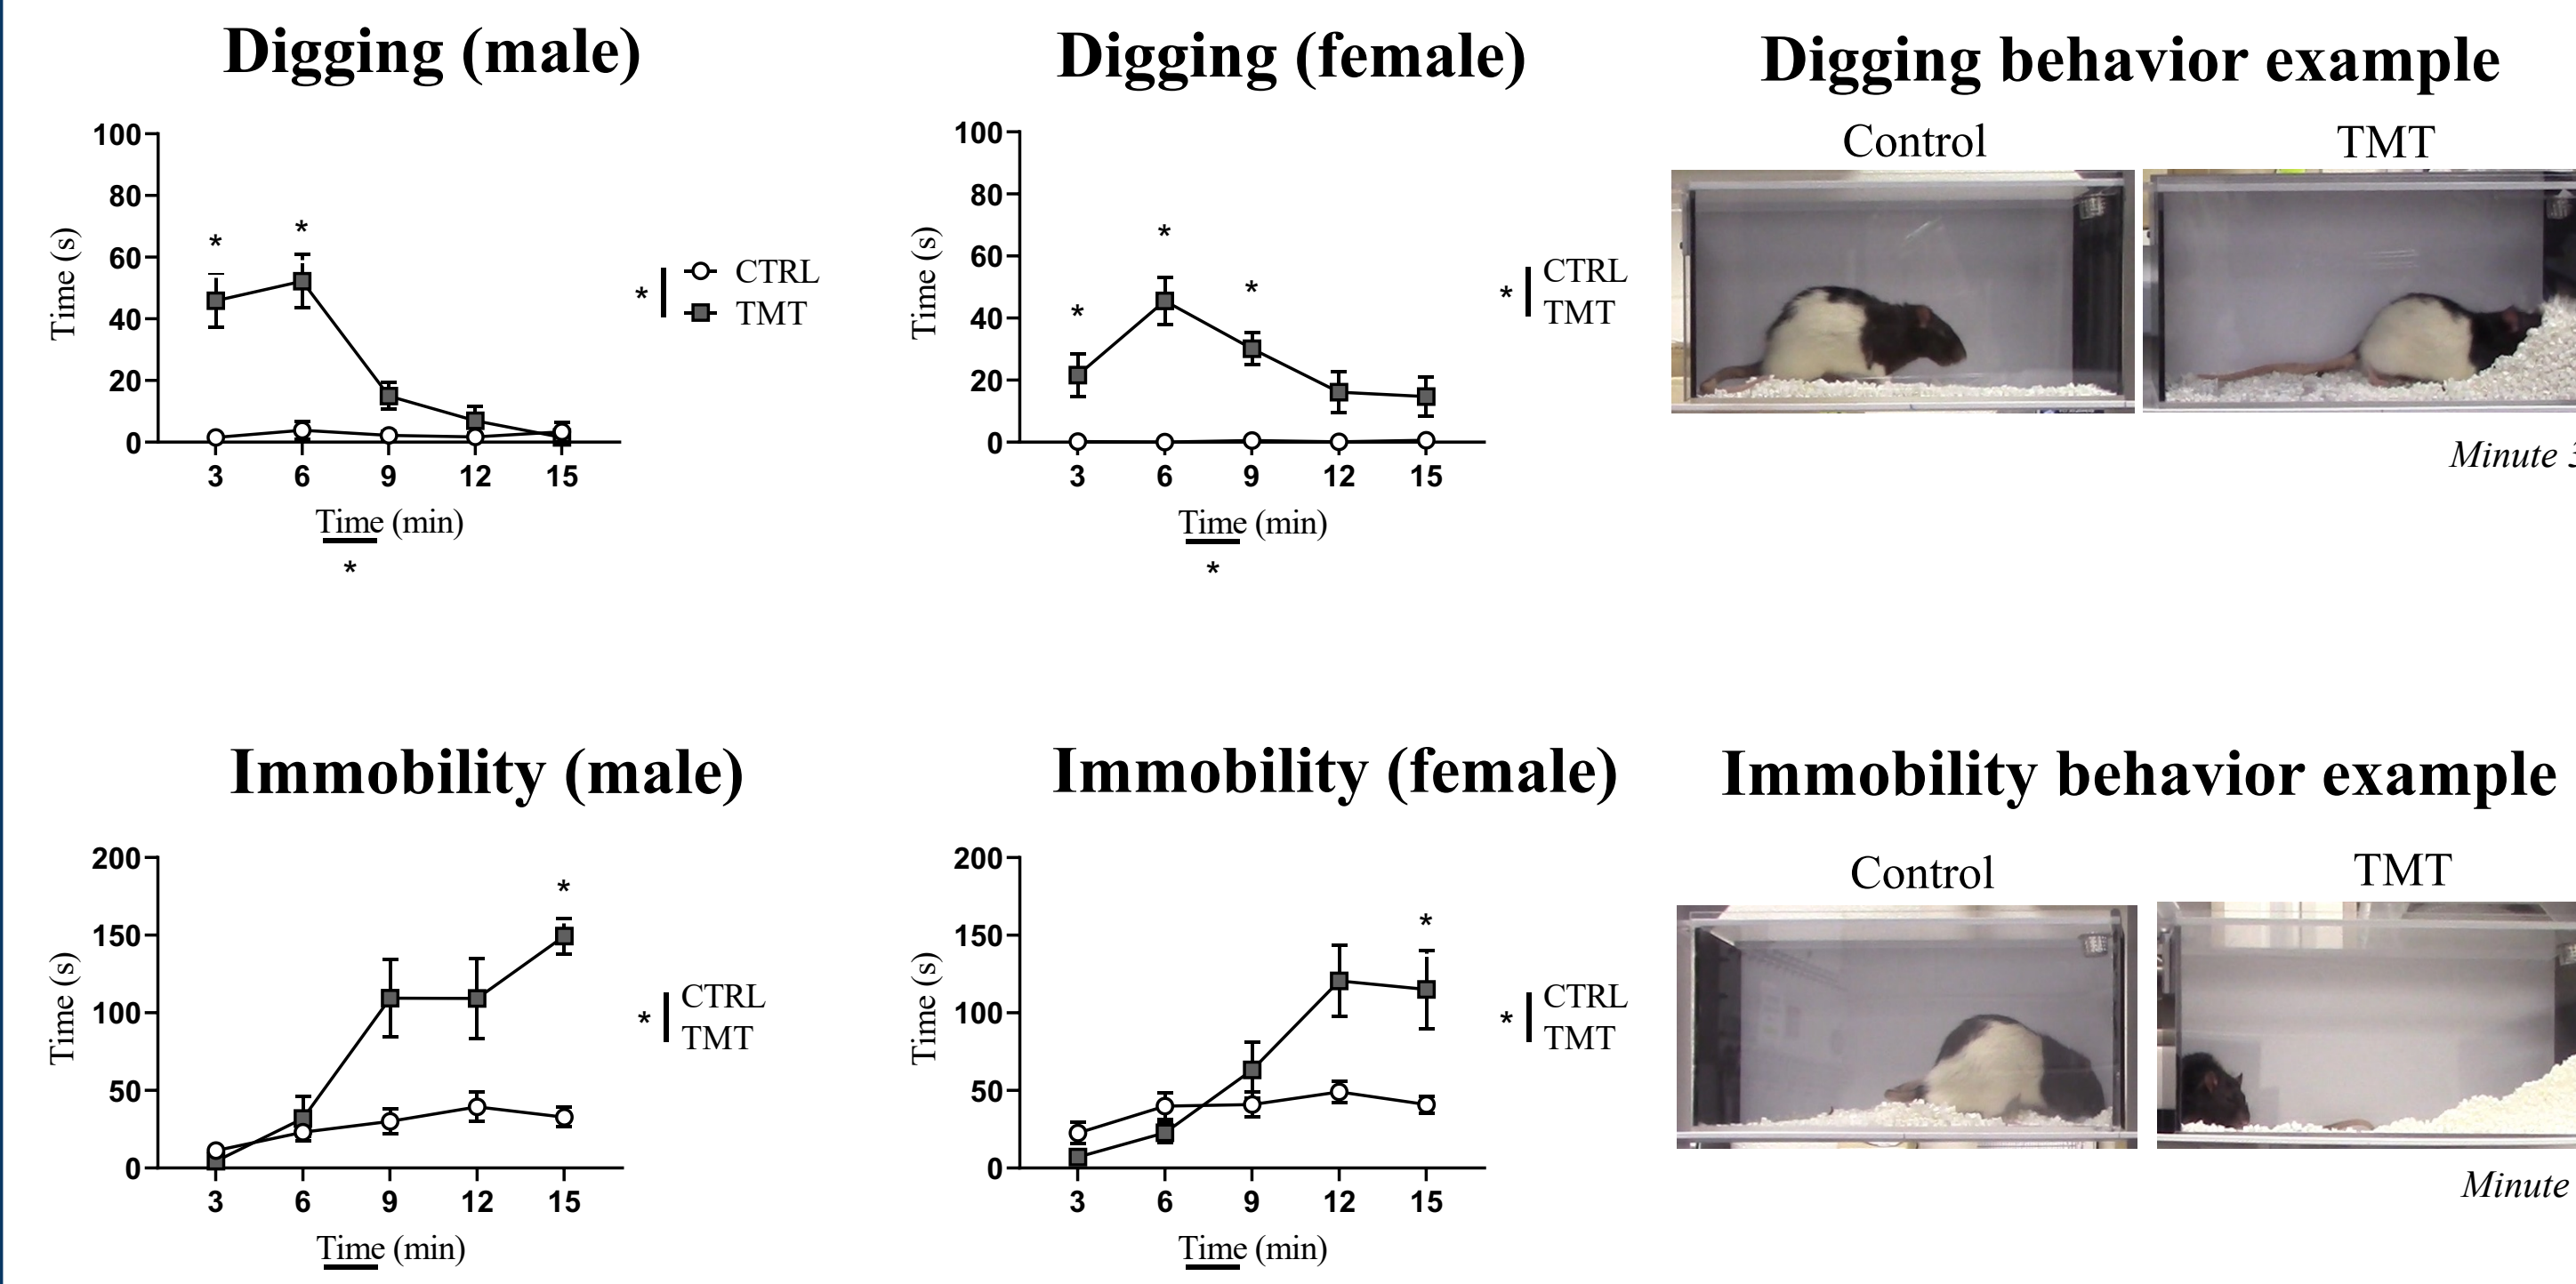 Digging (male)
Digging (female)
Digging behavior example
100
80
60
40
20
0
Time (s)
*
*
3
6
9
12
15
Time (min)
*
*
CTRL
TMT
100
80
60
40
20
0
Time (s)
*
*
*
3
6
9
12
15
Time (min)
*
*
CTRL
TMT
Control
TMT
Minute 3
Immobility (male)
Immobility (female)
Immobility behavior example
200
150
100
50
0
Time (s)
*
3
6
9
12
15
Time (min)
*
CTRL
TMT
200
150
100
50
0
Time (s)
*
3
6
9
12
15
Time (min)
*
CTRL
TMT
Control
TMT
Minute